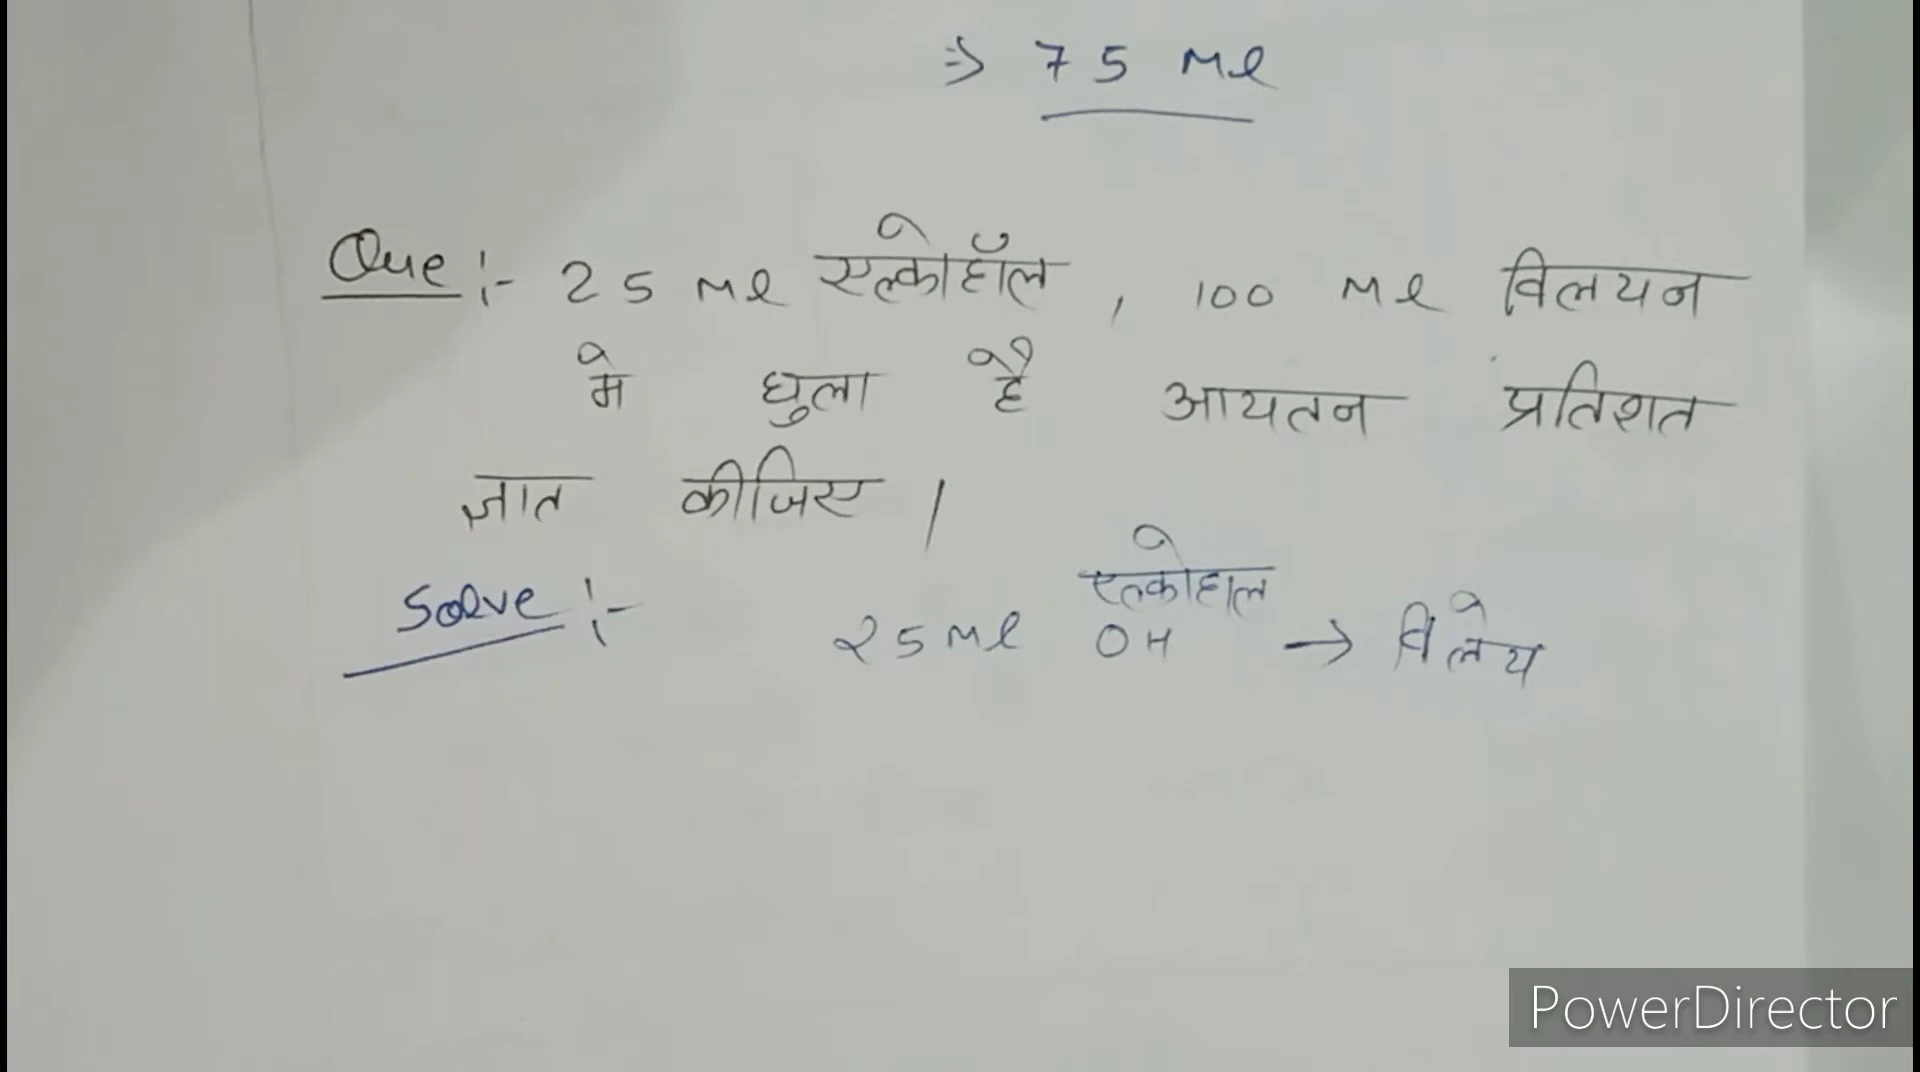 ⇒ 75 Ml
Que :- 25 Ml एल्कोहॉल , 100 Ml विलयन
मे घुला है आयतन प्रतिशत
ज्ञात कीजिए |
एल्कोहाल
Solve :- 25 Ml OH → विलेय
PowerDirector